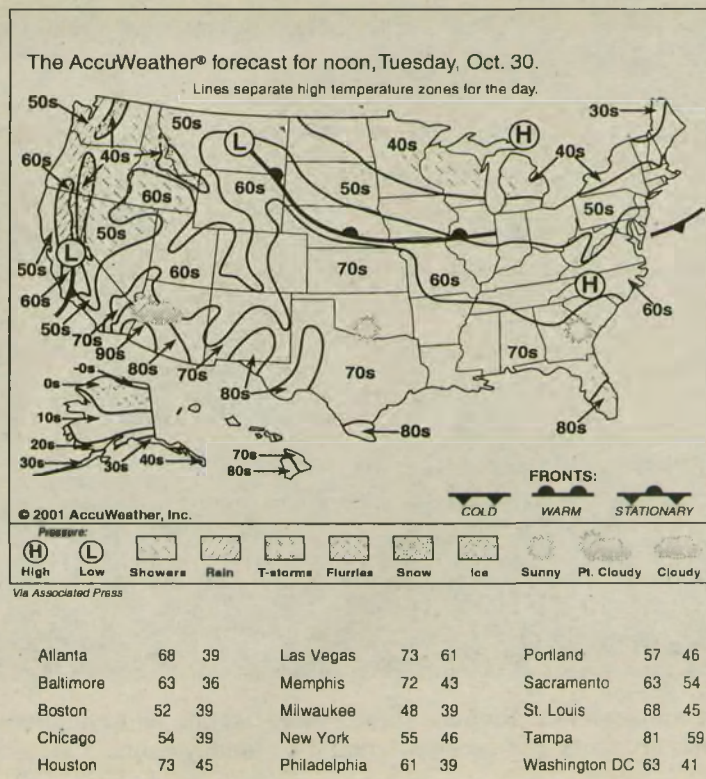 The AccuWeather® forecast for noon, Tuesday, Oct. 30.
Lines separate high temperature zones for the day.
50s
50s
40s
H
30s
L
60s
40s
40s
60s
60s
50s
50s
50s
L
50s
60s
70s
60s
H
60s
60s
50s
70s
90s
80s
70s
80s
70s
70s
80s
80s
-0s
0s
10s
20s
30s
30s
40s
70s
80s
FRONTS:
COLD WARM STATIONARY
© 2001 AccuWeather, Inc.
Pressure:
H L
High Low Showers Rain T-storms Flurries Snow Ice Sunny Pt. Cloudy Cloudy
Via Associated Press
Atlanta 68 39 Las Vegas 73 61 Portland 57 46
Baltimore 63 36 Memphis 72 43 Sacramento 63 54
Boston 52 39 Milwaukee 48 39 St. Louis 68 45
Chicago 54 39 New York 55 46 Tampa 81 59
Houston 73 45 Philadelphia 61 39 Washington DC 63 41